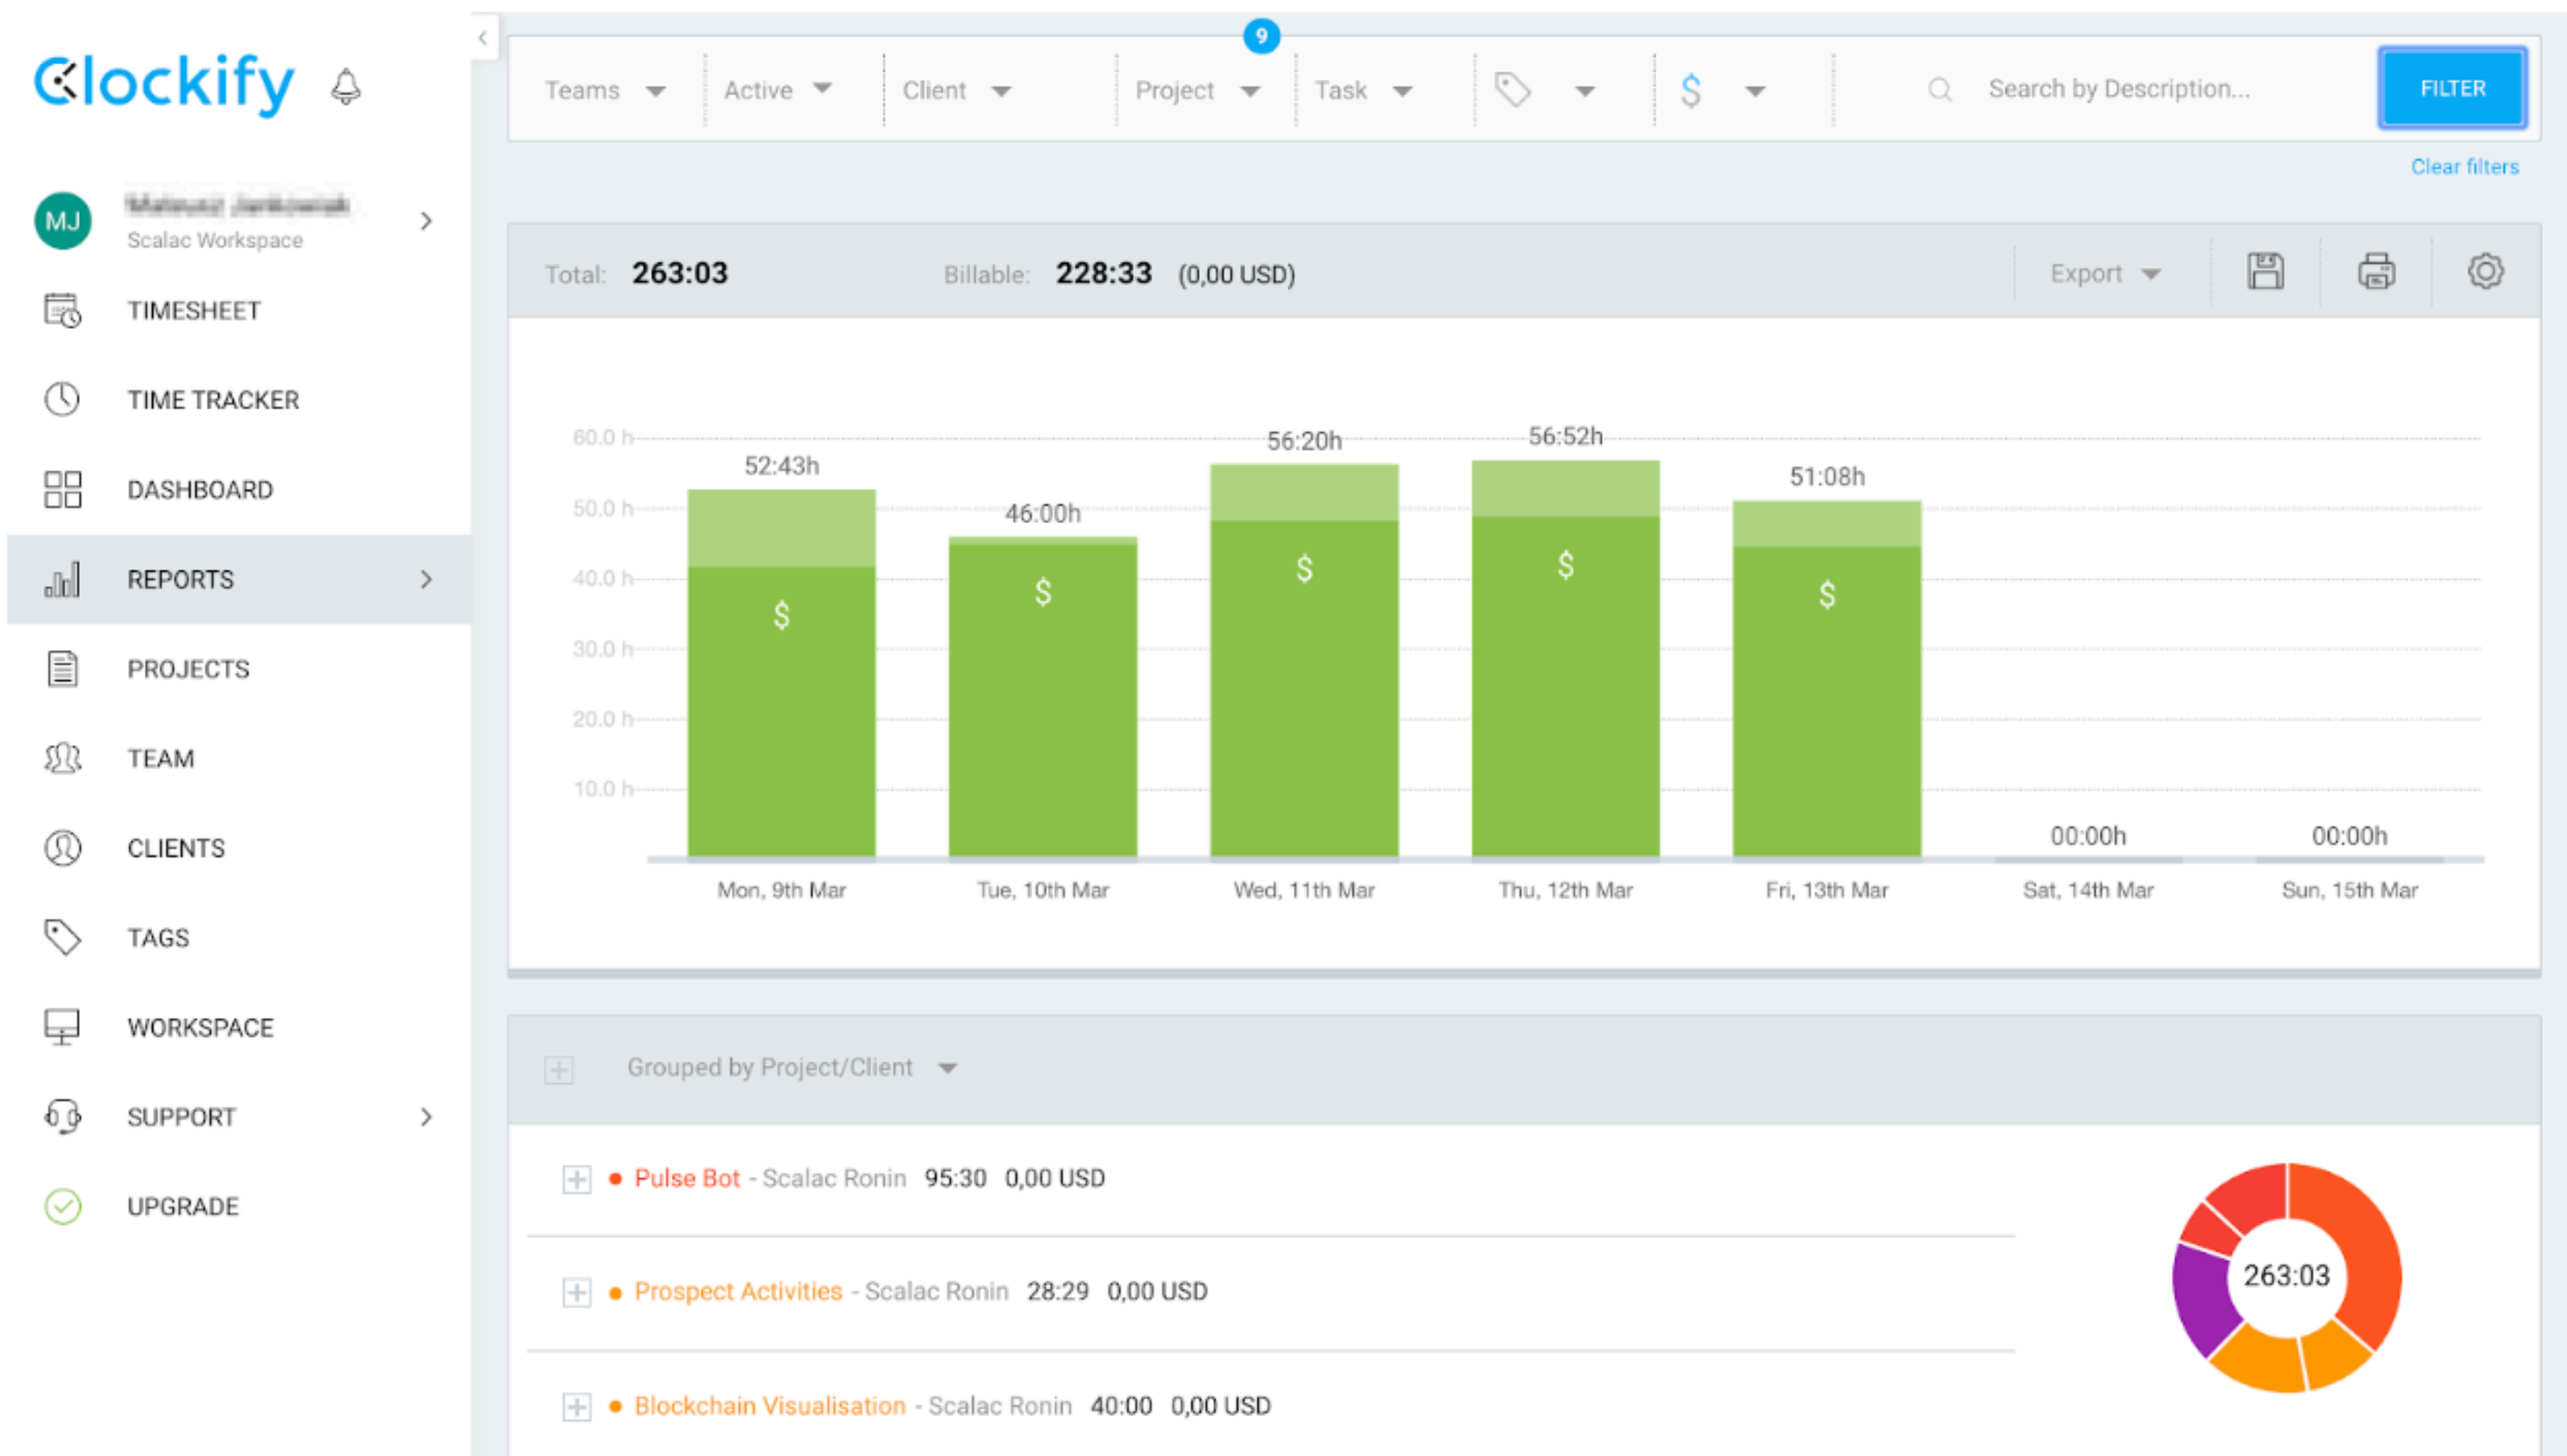 Clockify
9
Teams Active Client Project Task $ Search by Description... FILTER
Clear filters
MJ
Scalac Workspace
TIMESHEET
TIME TRACKER
DASHBOARD
REPORTS
PROJECTS
TEAM
CLIENTS
TAGS
WORKSPACE
SUPPORT
UPGRADE
Total: 263:03 Billable: 228:33 (0,00 USD) Export
60.0 h
50.0 h
40.0 h
30.0 h
20.0 h
10.0 h
52:43h 46:00h 56:20h 56:52h 51:08h 00:00h 00:00h
$ $ $ $ $
Mon, 9th Mar Tue, 10th Mar Wed, 11th Mar Thu, 12th Mar Fri, 13th Mar Sat, 14th Mar Sun, 15th Mar
Grouped by Project/Client
Pulse Bot - Scalac Ronin 95:30 0,00 USD
Prospect Activities - Scalac Ronin 28:29 0,00 USD
Blockchain Visualisation - Scalac Ronin 40:00 0,00 USD
263:03